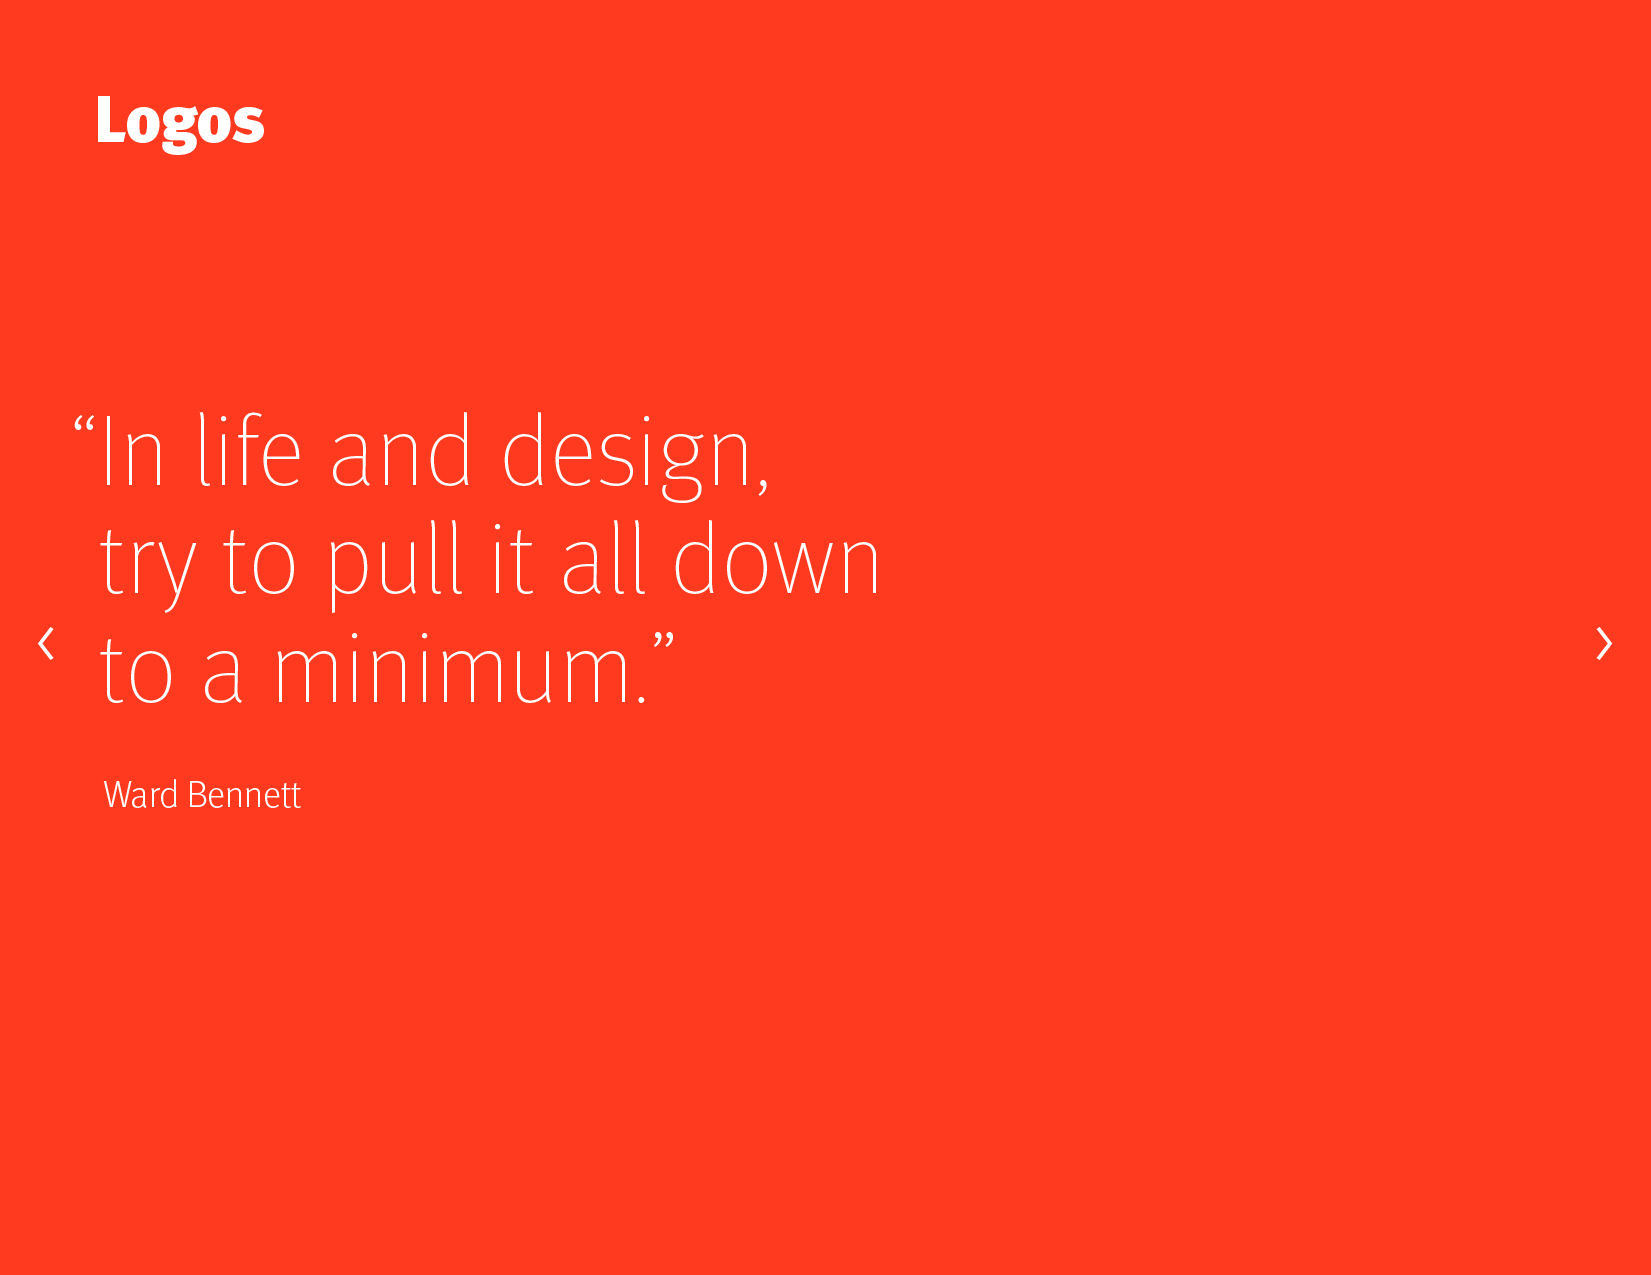 Logos
“In life and design,
try to pull it all down
to a minimum.”
Ward Bennett